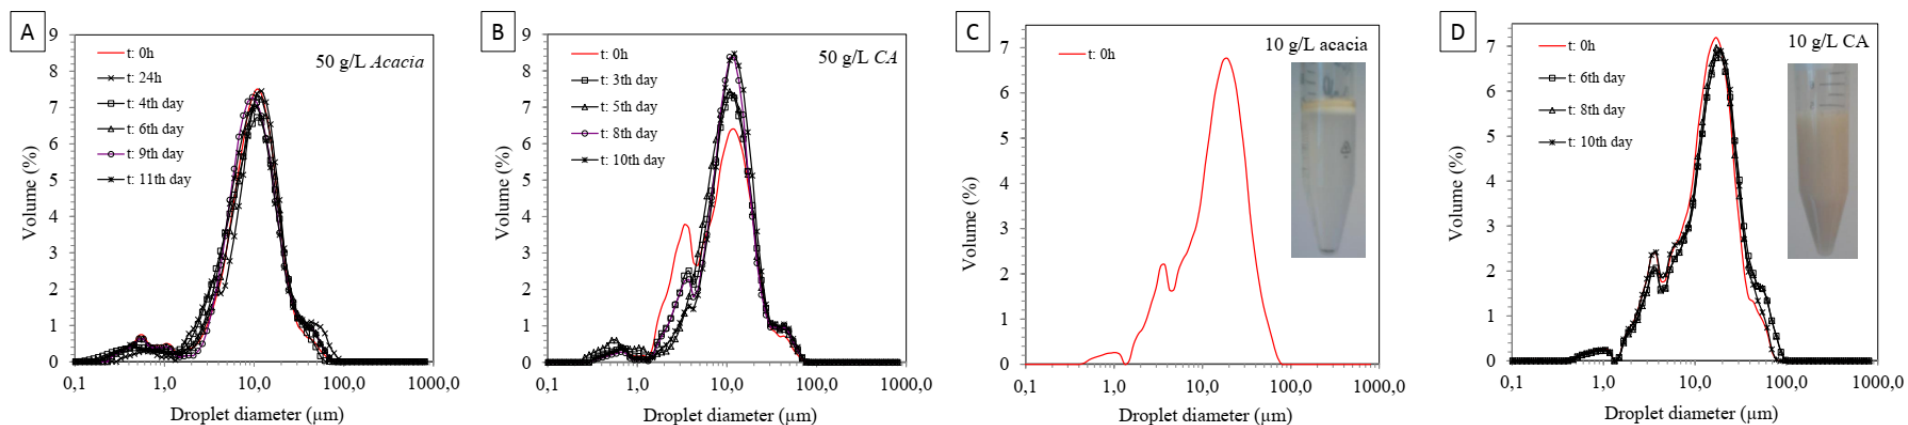 A
50 g/L Acacia
t: 0h
t: 24h
t: 4th day
t: 6th day
t: 9th day
t: 11th day
Volume (%)
9
8
7
6
5
4
3
2
1
0
0,1 1,0 10,0 100,0 1000,0
Droplet diameter (µm)
B
50 g/L CA
t: 0h
t: 3th day
t: 5th day
t: 8th day
t: 10th day
Volume (%)
9
8
7
6
5
4
3
2
1
0
0,1 1,0 10,0 100,0 1000,0
Droplet diameter (µm)
C
10 g/L acacia
t: 0h
Volume (%)
7
6
5
4
3
2
1
0
0,1 1,0 10,0 100,0 1000,0
Droplet diameter (µm)
D
10 g/L CA
t: 0h
t: 6th day
t: 8th day
t: 10th day
Volume (%)
7
6
5
4
3
2
1
0
0,1 1,0 10,0 100,0 1000,0
Droplet diameter (µm)